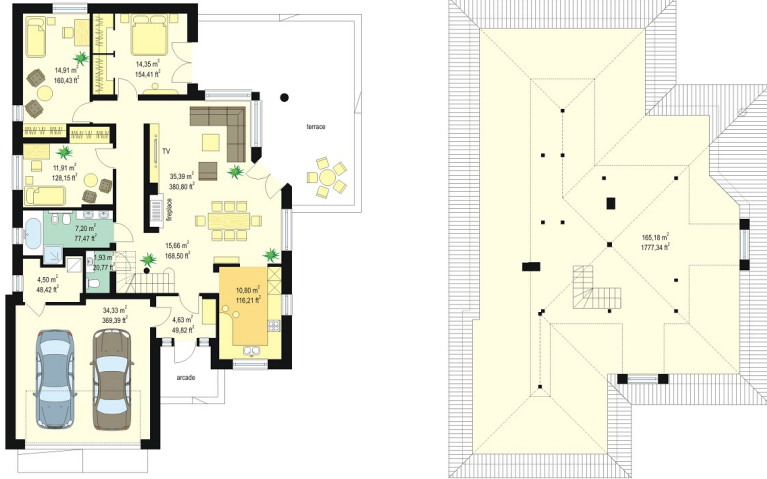 14,91 m²
160,43 ft²
14,35 m²
154,41 ft²
terrace
TV
11,91 m²
128,15 ft²
35,39 m²
380,80 ft²
fireplace
7,20 m²
77,47 ft²
15,66 m²
168,50 ft²
1,93 m²
20,77 ft²
4,50 m²
48,42 ft²
10,80 m²
116,21 ft²
34,33 m²
369,39 ft²
4,63 m²
49,82 ft²
arcade
165,18 m²
1777,34 ft²